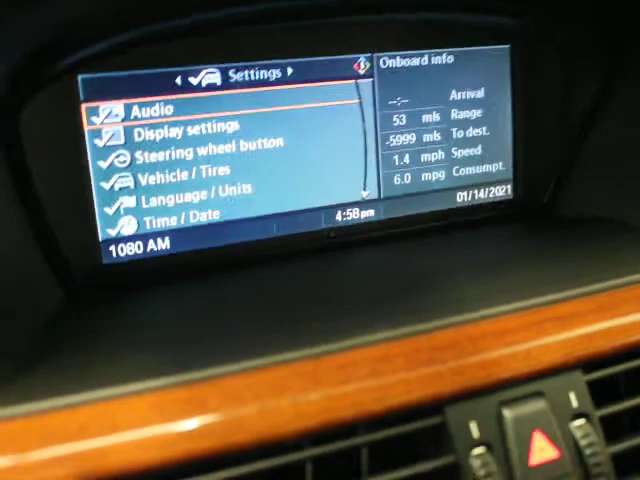 Settings
Audio
Display settings
Steering wheel button
Vehicle / Tires
Language / Units
Time / Date
Onboard info
--:-- Arrival
53 mls Range
-5999 mls To dest.
1.4 mph Speed
6.0 mpg Consumpt.
1080 AM
4:58 pm
01/14/2021